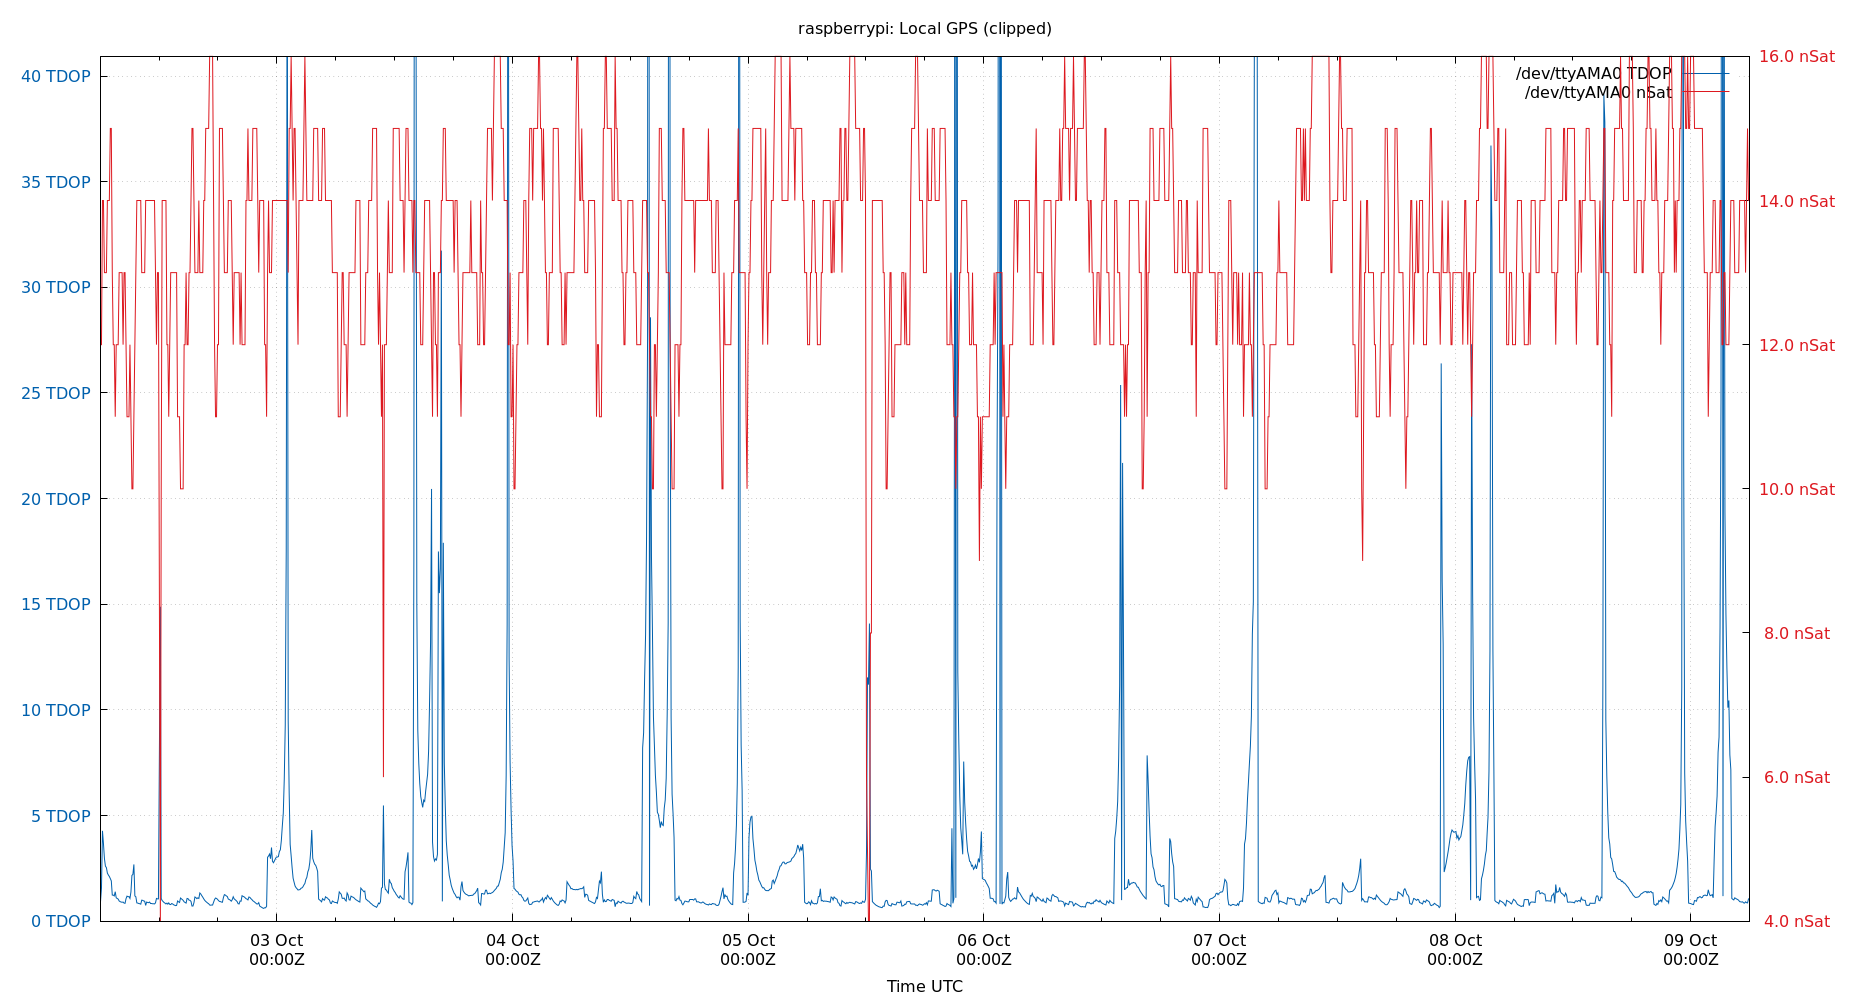 raspberrypi: Local GPS (clipped)
40 TDOP
35 TDOP
30 TDOP
25 TDOP
20 TDOP
15 TDOP
10 TDOP
5 TDOP
0 TDOP
16.0 nSat
14.0 nSat
12.0 nSat
10.0 nSat
8.0 nSat
6.0 nSat
4.0 nSat
/dev/ttyAMA0 TDOP
/dev/ttyAMA0 nSat
03 Oct
00:00Z
04 Oct
00:00Z
05 Oct
00:00Z
06 Oct
00:00Z
07 Oct
00:00Z
08 Oct
00:00Z
09 Oct
00:00Z
Time UTC